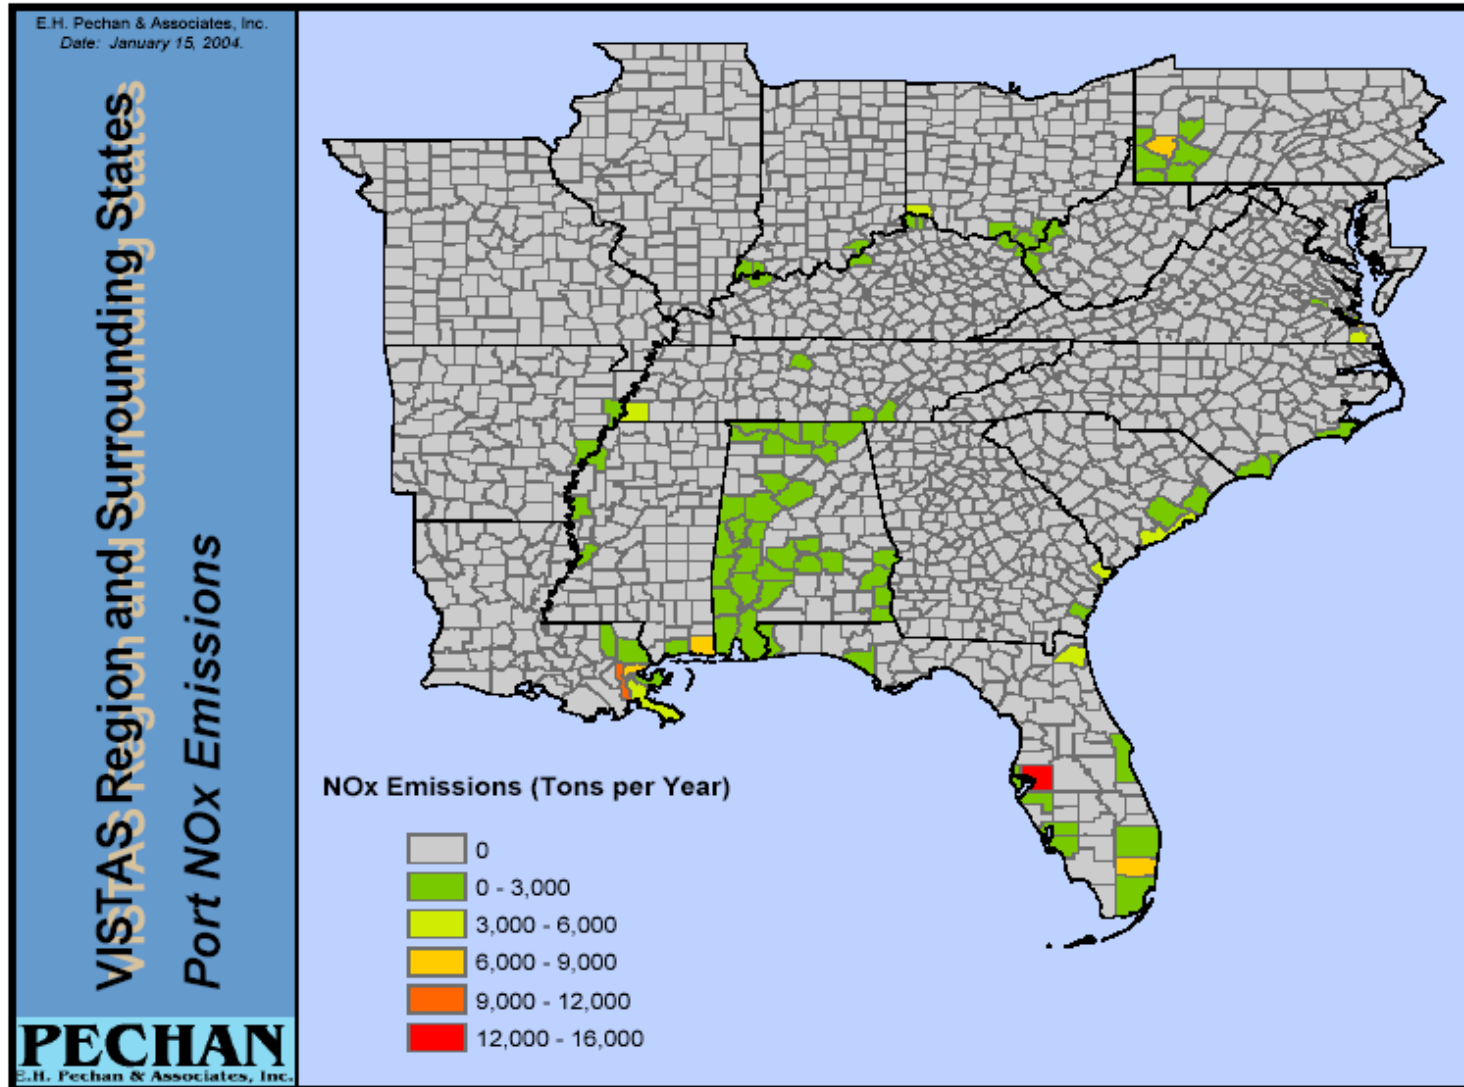 E.H. Pechan & Associates, Inc.
Date: January 15, 2004.
VISTAS Region and Surrounding States
Port NOx Emissions
PECHAN
E.H. Pechan & Associates, Inc.
NOx Emissions (Tons per Year)
0
0 - 3,000
3,000 - 6,000
6,000 - 9,000
9,000 - 12,000
12,000 - 16,000